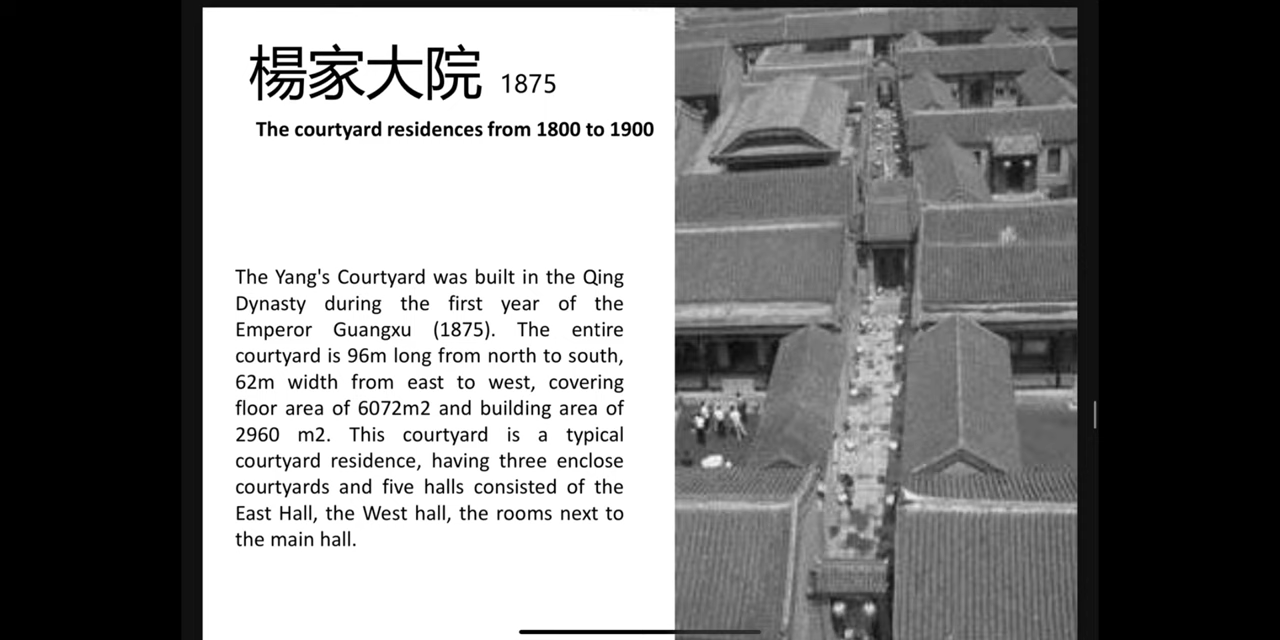 楊家大院 1875
The courtyard residences from 1800 to 1900
The Yang's Courtyard was built in the Qing
Dynasty during the first year of the
Emperor Guangxu (1875). The entire
courtyard is 96m long from north to south,
62m width from east to west, covering
floor area of 6072m2 and building area of
2960 m2. This courtyard is a typical
courtyard residence, having three enclose
courtyards and five halls consisted of the
East Hall, the West hall, the rooms next to
the main hall.